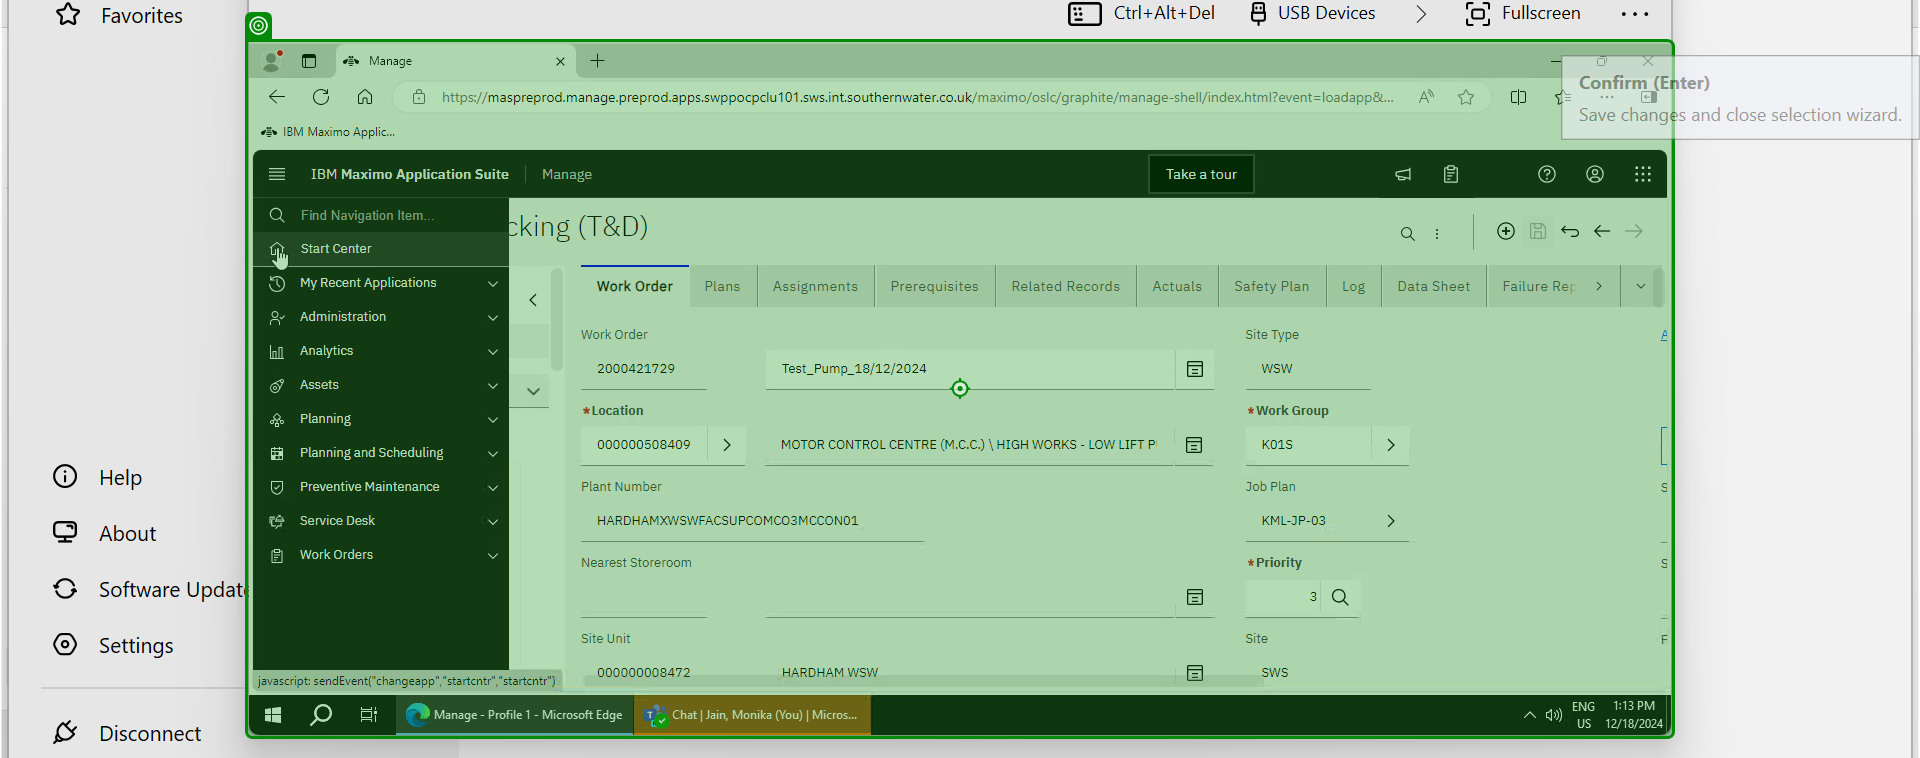 Favorites
Ctrl+Alt+Del
USB Devices
Fullscreen
Manage
https://maspreprod.manage.preprod.apps.swppocpclu101.sws.int.southernwater.co.uk/maximo/oslc/graphite/manage-shell/index.html?event=loadapp&...
Confirm (Enter)
Save changes and close selection wizard.
IBM Maximo Applic...
IBM Maximo Application Suite
Manage
Take a tour
Find Navigation Item...
cking (T&D)
Start Center
My Recent Applications
Administration
Analytics
Assets
Planning
Planning and Scheduling
Preventive Maintenance
Service Desk
Work Orders
Work Order
Plans
Assignments
Prerequisites
Related Records
Actuals
Safety Plan
Log
Data Sheet
Failure Rep
Work Order
Site Type
2000421729
Test_Pump_18/12/2024
WSW
*Location
*Work Group
000000508409
MOTOR CONTROL CENTRE (M.C.C.) \ HIGH WORKS - LOW LIFT P
K01S
Plant Number
Job Plan
HARDHAMXWSWFACSUPCOMCO3MCCON01
KML-JP-03
Nearest Storeroom
*Priority
3
Site Unit
Site
000000008472
HARDHAM WSW
SWS
Help
About
Software Updat
Settings
Disconnect
javascript: sendEvent("changeapp","startcntr","startcntr")
Manage - Profile 1 - Microsoft Edge
Chat | Jain, Monika (You) | Micros...
ENG
US
1:13 PM
12/18/2024